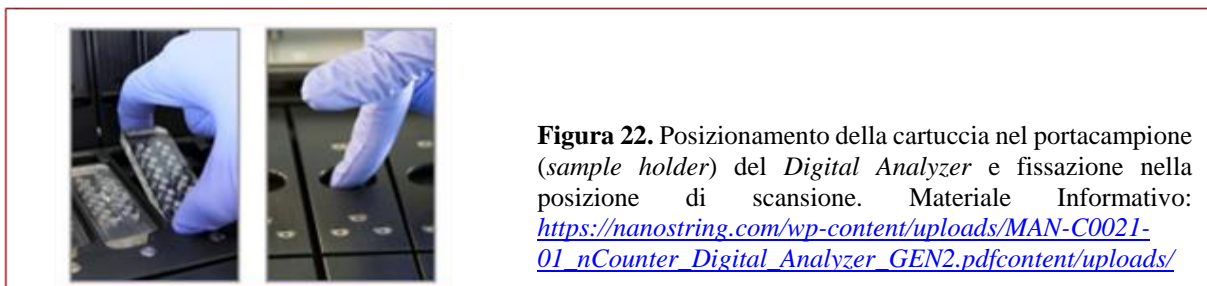 Figura 22. Posizionamento della cartuccia nel portacampione
(sample holder) del Digital Analyzer e fissazione nella
posizione di scansione. Materiale Informativo:
https://nanostring.com/wp-content/uploads/MAN-C0021-
01_nCounter_Digital_Analyzer_GEN2.pdfcontent/uploads/